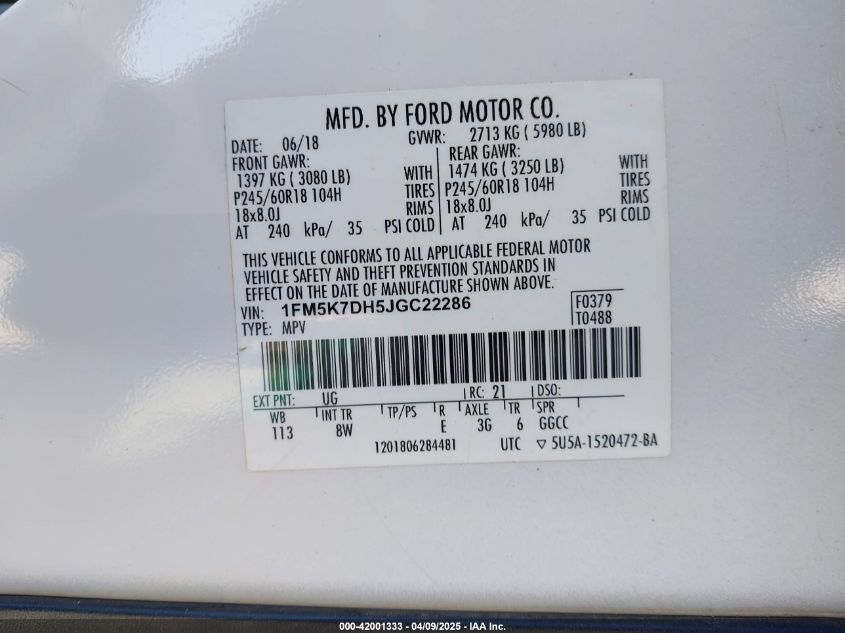 MFD. BY FORD MOTOR CO.
DATE: 06/18 GVWR: 2713 KG ( 5980 LB)
FRONT GAWR: REAR GAWR:
1397 KG ( 3080 LB) WITH 1474 KG ( 3250 LB) WITH
P245/60R18 104H TIRES P245/60R18 104H TIRES
18x8.0J RIMS 18x8.0J RIMS
AT 240 kPa/ 35 PSI COLD AT 240 kPa/ 35 PSI COLD
THIS VEHICLE CONFORMS TO ALL APPLICABLE FEDERAL MOTOR
VEHICLE SAFETY AND THEFT PREVENTION STANDARDS IN
EFFECT ON THE DATE OF MANUFACTURE SHOWN ABOVE.
VIN: 1FM5K7DH5JGC22286 F0379
TYPE: MPV T0488
EXT PNT: UG RC: 21 DSO:
WB INT TR TP/PS R AXLE TR SPR
113 8W E 3G 6 GGCC
1201806284481 UTC ▽ 5U5A-1520472-BA
000-42001333 - 04/09/2025 - IAA Inc.